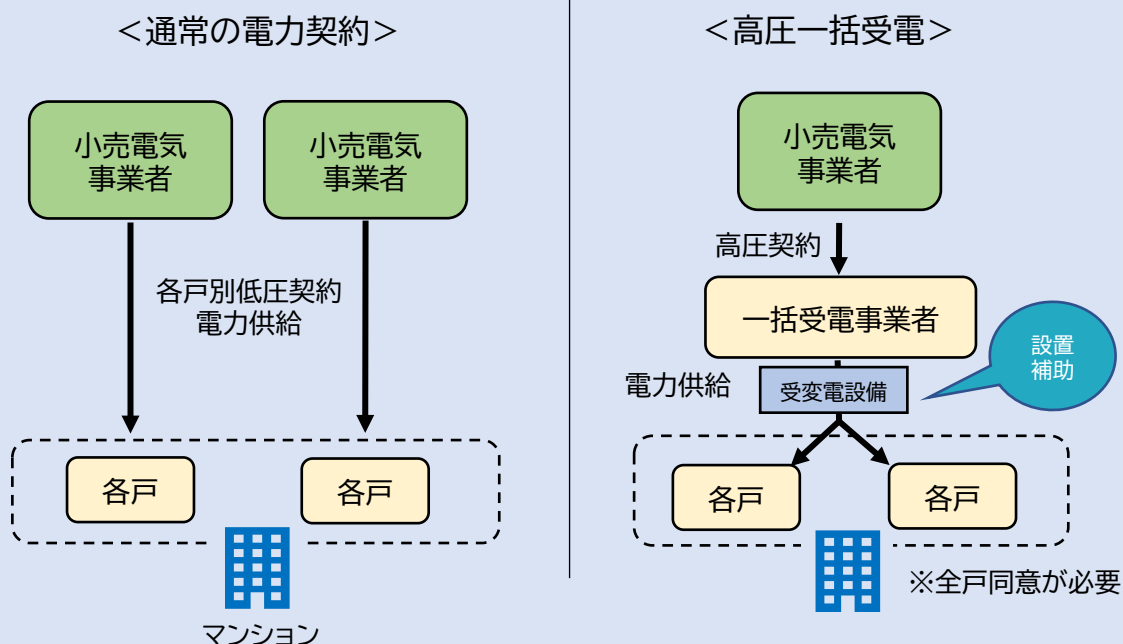 ＜通常の電力契約＞
小売電気
事業者
小売電気
事業者
各戸別低圧契約
電力供給
各戸
各戸
マンション
＜高圧一括受電＞
小売電気
事業者
高圧契約
一括受電事業者
設置
補助
電力供給
受変電設備
各戸
各戸
※全戸同意が必要